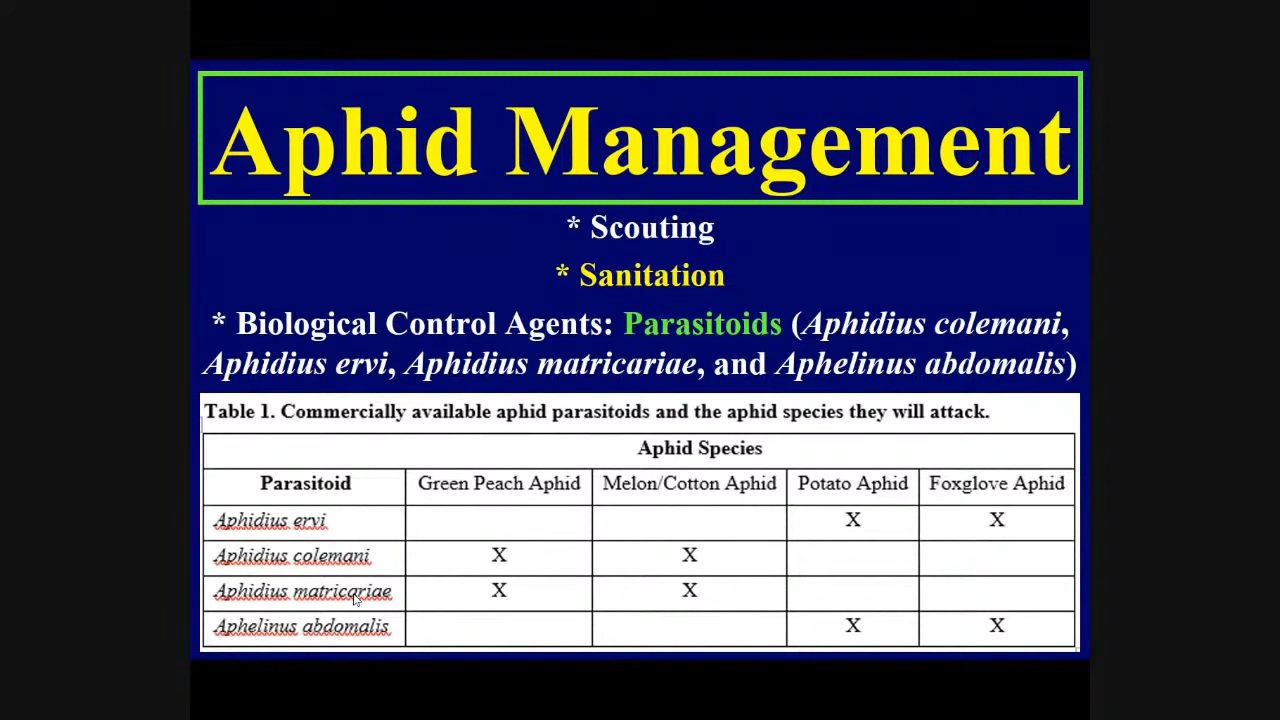 Aphid Management
* Scouting
* Sanitation
* Biological Control Agents: Parasitoids (Aphidius colemani,
Aphidius ervi, Aphidius matricariae, and Aphelinus abdomalis)
Table 1. Commercially available aphid parasitoids and the aphid species they will attack.
Aphid Species
Parasitoid Green Peach Aphid Melon/Cotton Aphid Potato Aphid Foxglove Aphid
Aphidius ervi X X
Aphidius colemani X X
Aphidius matricariae X X
Aphelinus abdomalis X X